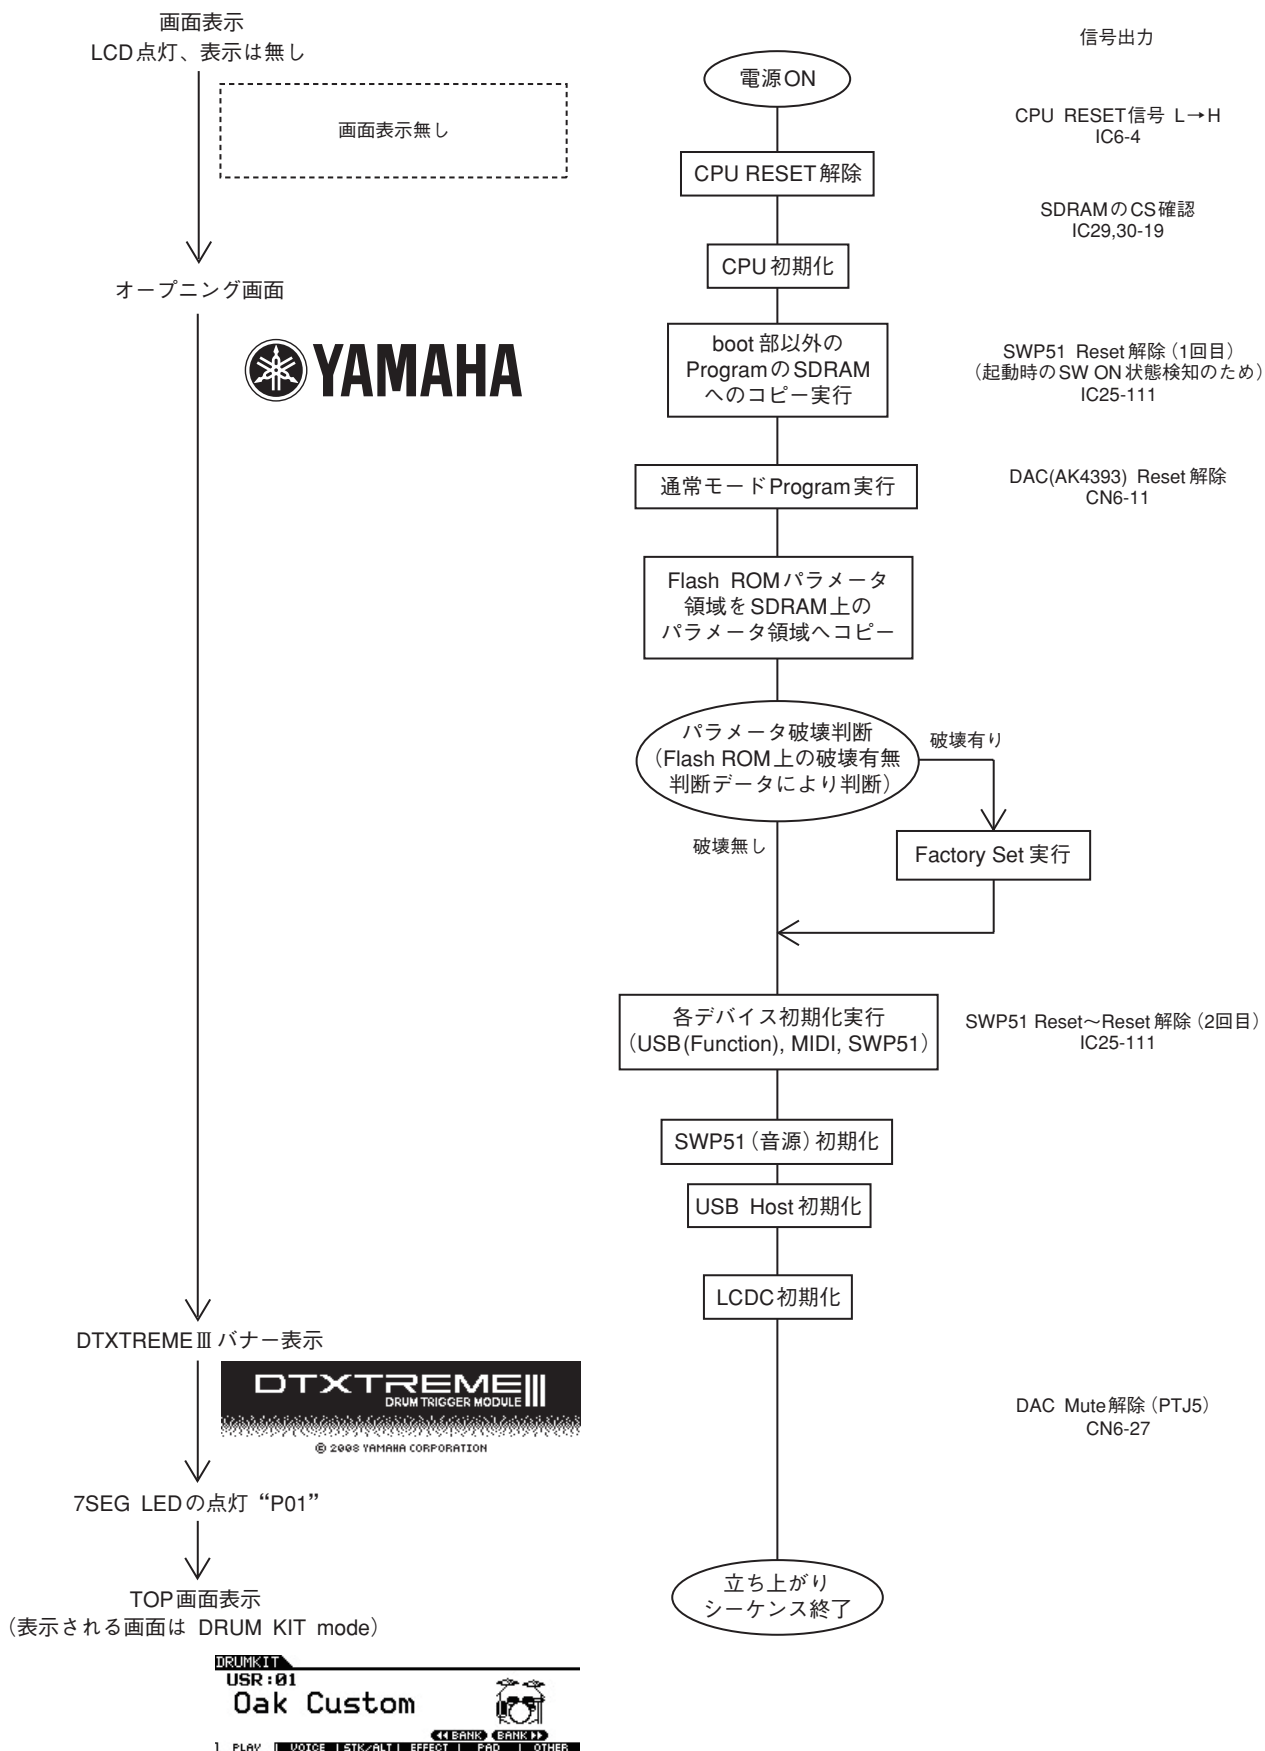 画面表示
LCD点灯、表示は無し
画面表示無し
オープニング画面
YAMAHA
DTXTREMEⅢ バナー表示
DTXTREMEIII
DRUM TRIGGER MODULE
© 2008 YAMAHA CORPORATION
7SEG LEDの点灯 “P01”
TOP画面表示
（表示される画面は DRUM KIT mode）
DRUMKIT
USR:01
Oak Custom
BANK BANK
PLAY VOICE STK/ALT EFFECT PAD OTHER
電源ON
CPU RESET解除
CPU初期化
boot部以外の
ProgramのSDRAM
へのコピー実行
通常モードProgram実行
Flash ROMパラメータ
領域をSDRAM上の
パラメータ領域へコピー
パラメータ破壊判断
（Flash ROM上の破壊有無
判断データにより判断）
破壊有り
破壊無し
Factory Set 実行
各デバイス初期化実行
（USB(Function), MIDI, SWP51）
SWP51（音源）初期化
USB Host初期化
LCDC初期化
立ち上がり
シーケンス終了
信号出力
CPU RESET信号 L→H
IC6-4
SDRAMのCS確認
IC29,30-19
SWP51 Reset解除（1回目）
（起動時のSW ON状態検知のため）
IC25-111
DAC(AK4393) Reset解除
CN6-11
SWP51 Reset～Reset解除（2回目）
IC25-111
DAC Mute解除（PTJ5）
CN6-27